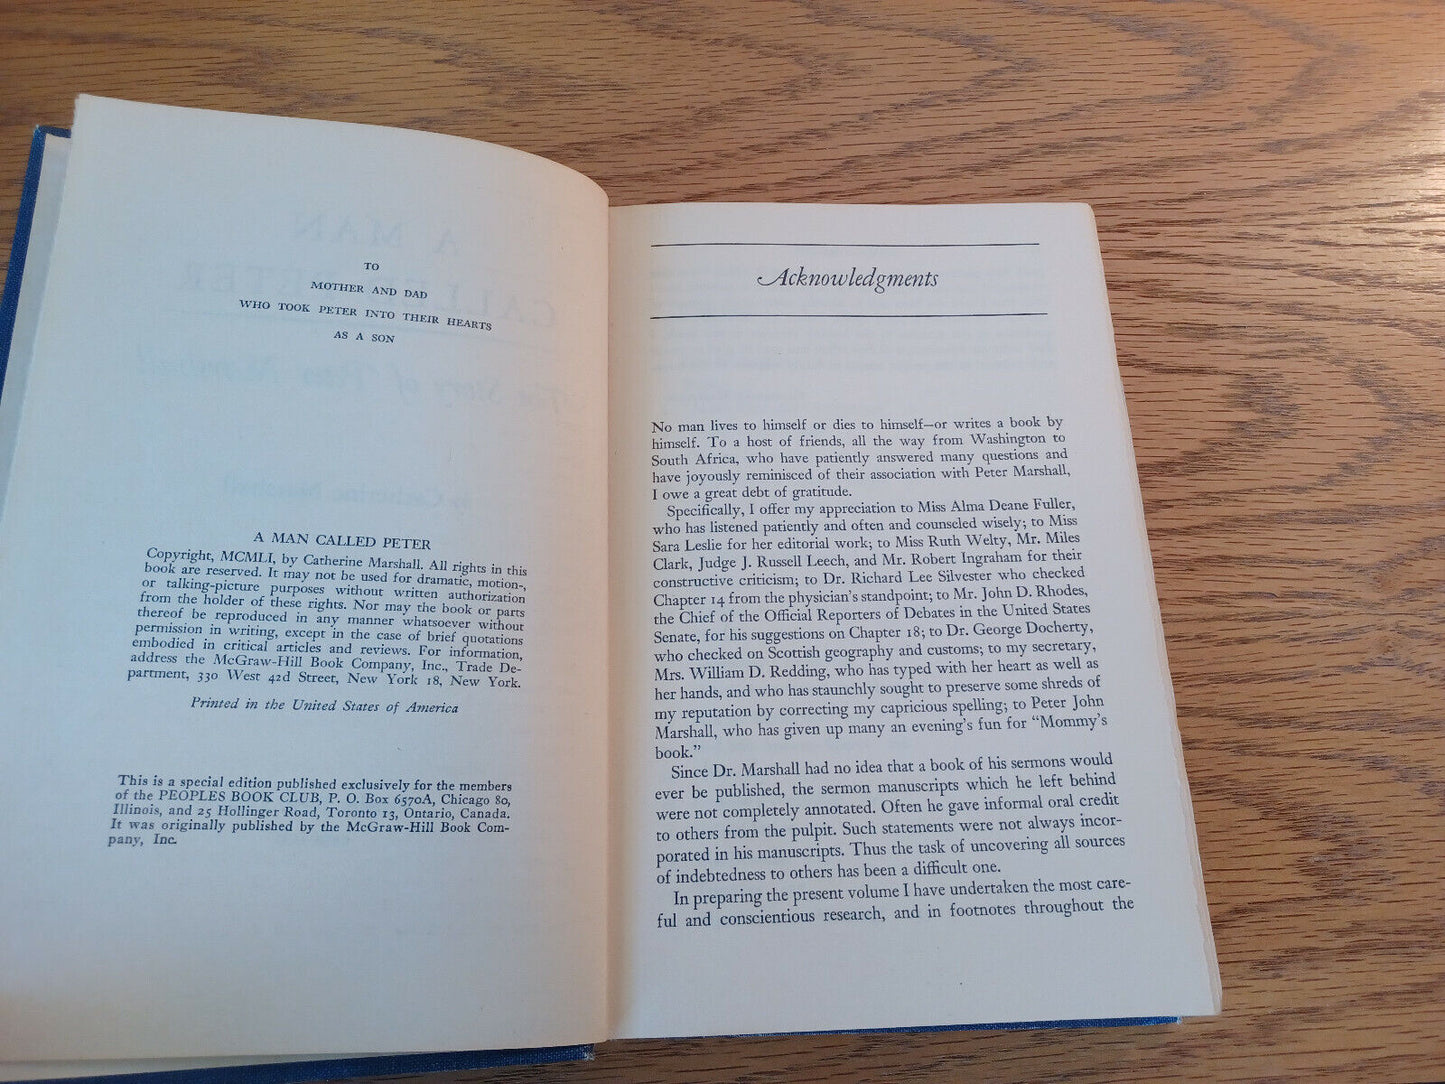 TO
MOTHER AND DAD
WHO TOOK PETER INTO THEIR HEARTS
AS A SON
A MAN CALLED PETER
Copyright, MCMLI, by Catherine Marshall. All rights in this
book are reserved. It may not be used for dramatic, motion-,
or talking-picture purposes without written authorization
from the holder of these rights. Nor may the book or parts
thereof be reproduced in any manner whatsoever without
permission in writing, except in the case of brief quotations
embodied in critical articles and reviews. For information,
address the McGraw-Hill Book Company, Inc., Trade De-
partment, 330 West 42d Street, New York 18, New York.
Printed in the United States of America
This is a special edition published exclusively for the members
of the PEOPLES BOOK CLUB, P. O. Box 6570A, Chicago 80,
Illinois, and 25 Hollinger Road, Toronto 13, Ontario, Canada.
It was originally published by the McGraw-Hill Book Com-
pany, Inc.
Acknowledgments
No man lives to himself or dies to himself—or writes a book by
himself. To a host of friends, all the way from Washington to
South Africa, who have patiently answered many questions and
have joyously reminisced of their association with Peter Marshall,
I owe a great debt of gratitude.
Specifically, I offer my appreciation to Miss Alma Deane Fuller,
who has listened patiently and often and counseled wisely; to Miss
Sara Leslie for her editorial work; to Miss Ruth Welty, Mr. Miles
Clark, Judge J. Russell Leech, and Mr. Robert Ingraham for their
constructive criticism; to Dr. Richard Lee Silvester who checked
Chapter 14 from the physician's standpoint; to Mr. John D. Rhodes,
the Chief of the Official Reporters of Debates in the United States
Senate, for his suggestions on Chapter 18; to Dr. George Docherty,
who checked on Scottish geography and customs; to my secretary,
Mrs. William D. Redding, who has typed with her heart as well as
her hands, and who has staunchly sought to preserve some shreds of
my reputation by correcting my capricious spelling; to Peter John
Marshall, who has given up many an evening's fun for "Mommy's
book."
Since Dr. Marshall had no idea that a book of his sermons would
ever be published, the sermon manuscripts which he left behind
were not completely annotated. Often he gave informal oral credit
to others from the pulpit. Such statements were not always incor-
porated in his manuscripts. Thus the task of uncovering all sources
of indebtedness to others has been a difficult one.
In preparing the present volume I have undertaken the most care-
ful and conscientious research, and in footnotes throughout the